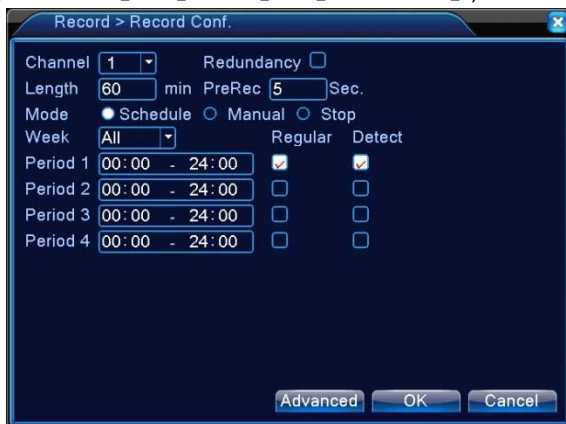 Record > Record Conf.
Channel 1 Redundancy
Length 60 min PreRec 5 Sec.
Mode Schedule Manual Stop
Week All Regular Detect
Period 1 00:00 - 24:00
Period 2 00:00 - 24:00
Period 3 00:00 - 24:00
Period 4 00:00 - 24:00
Advanced OK Cancel